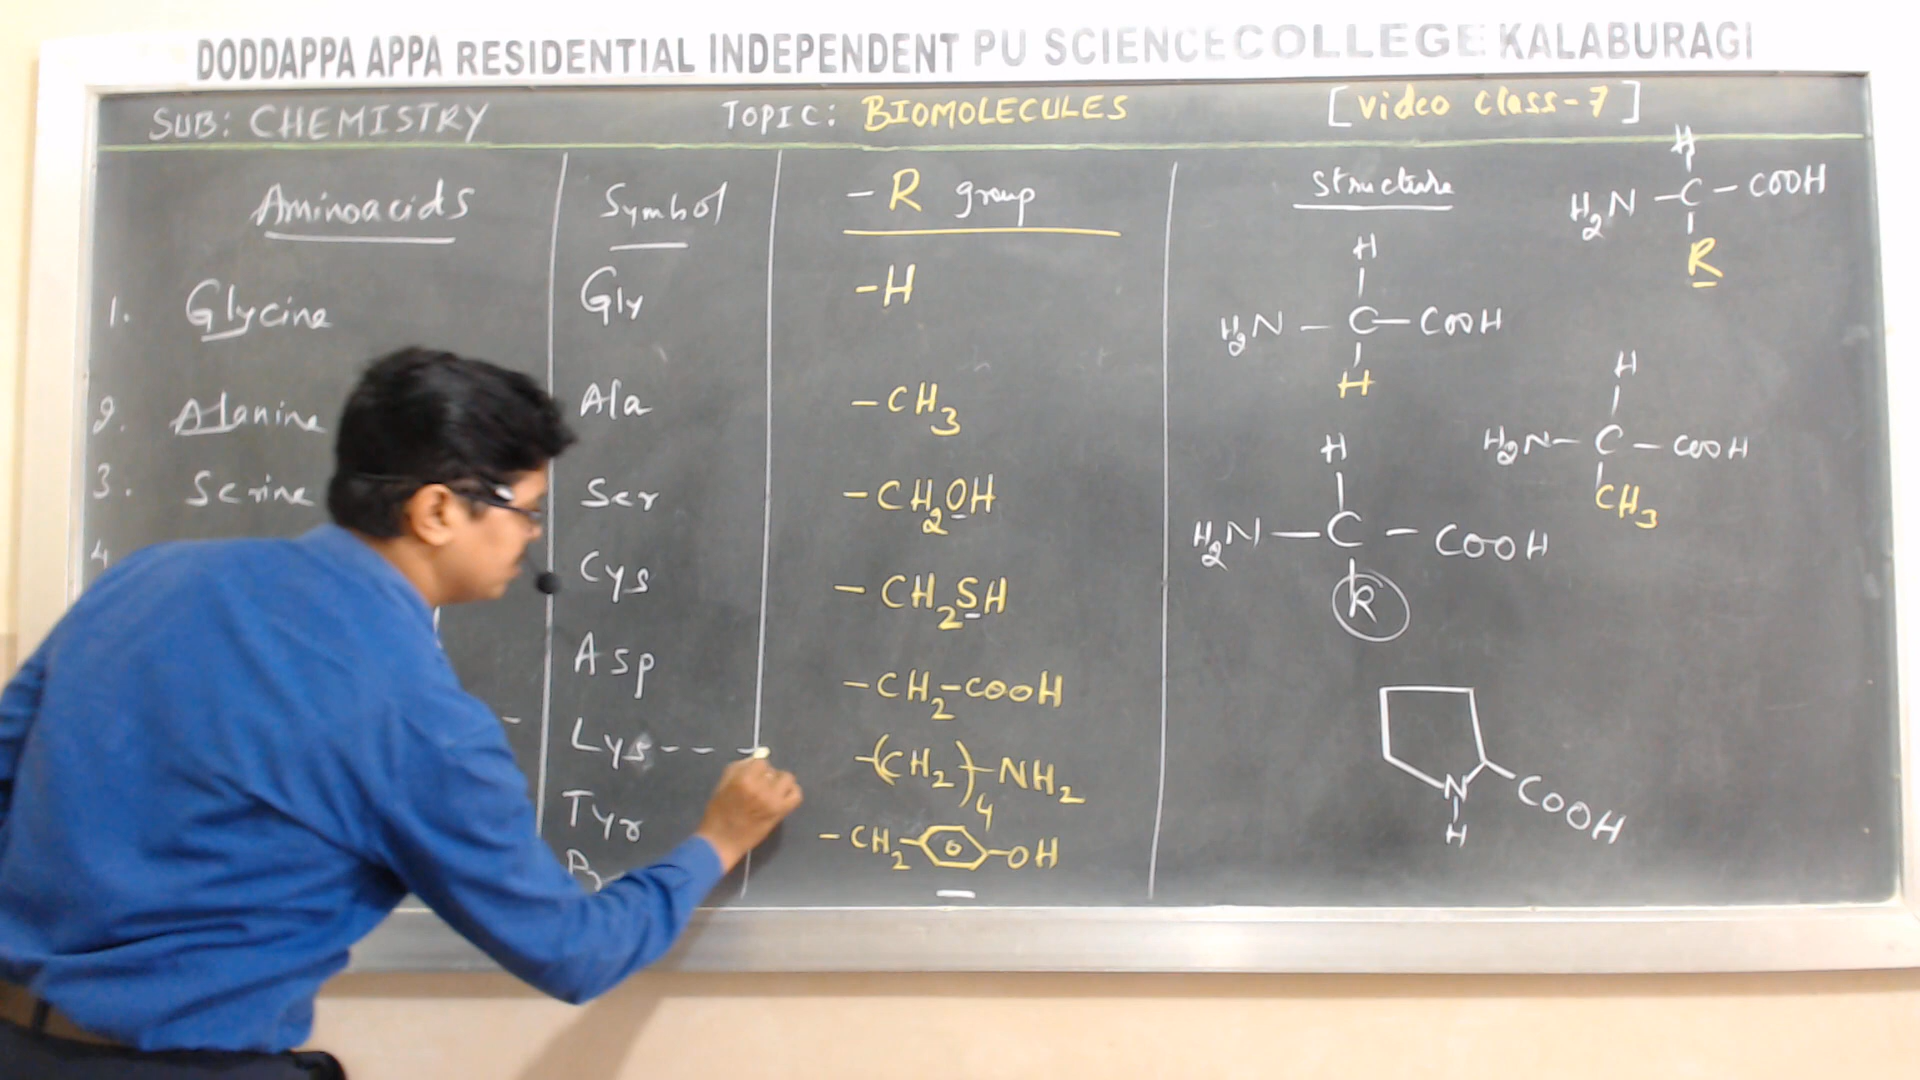 DODDAPPA APPA RESIDENTIAL INDEPENDENT PU SCIENCE COLLEGE KALABURAGI
SUB: CHEMISTRY TOPIC: BIOMOLECULES [Video Class-7]
Aminoacids Symbol -R group Structure
H
H₂N - C - COOH
R
1. Glycine Gly -H
H
H₂N - C - COOH
H
2. Alanine Ala -CH₃
H
H₂N - C - COOH
CH₃
3. Serine Ser -CH₂OH
H
H₂N - C - COOH
R
4 Cys -CH₂SH
Asp -CH₂-COOH
Lys --- -(CH₂)₄-NH₂
Tyr -CH₂-⌬-OH
N
H
COOH